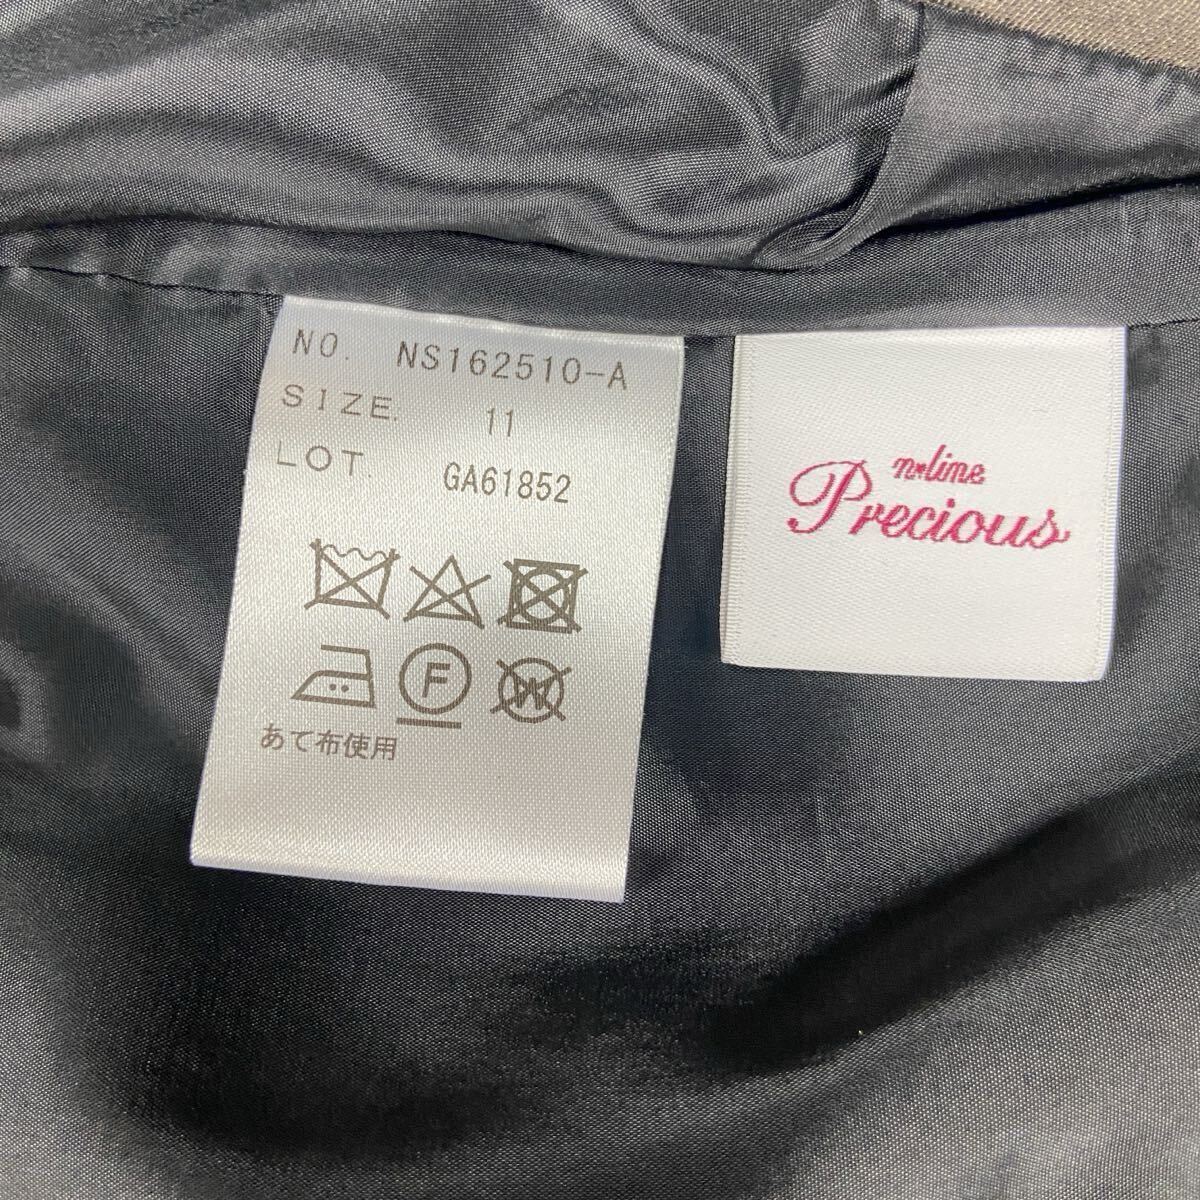 NO. NS162510-A
SIZE. 11
LOT. GA61852
F W
あて布使用
n*line
Precious